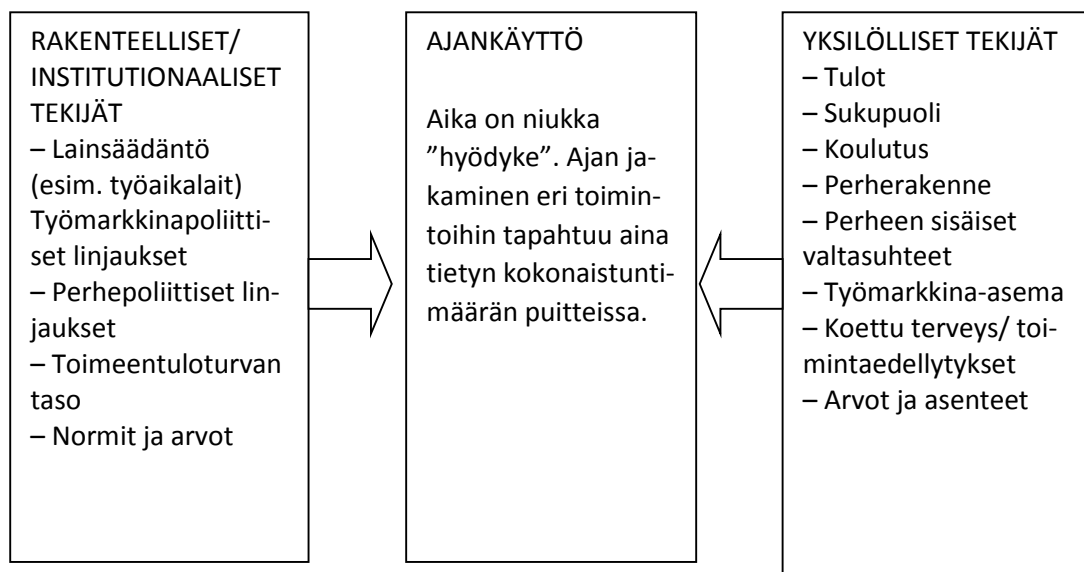 RAKENTEELLISET/
INSTITUTIONAALISET
TEKIJÄT
– Lainsäädäntö
(esim. työaikalait)
Työmarkkinapoliitti-
set linjaukset
– Perhepoliittiset lin-
jaukset
– Toimeentuloturvan
taso
– Normit ja arvot
AJANKÄYTTÖ
Aika on niukka
”hyödyke”. Ajan ja-
kaminen eri toimin-
toihin tapahtuu aina
tietyn kokonaistunti-
määrän puitteissa.
YKSILÖLLISET TEKIJÄT
– Tulot
– Sukupuoli
– Koulutus
– Perherakenne
– Perheen sisäiset
valtasuhteet
– Työmarkkina-asema
– Koettu terveys/ toi-
mintaedellytykset
– Arvot ja asenteet